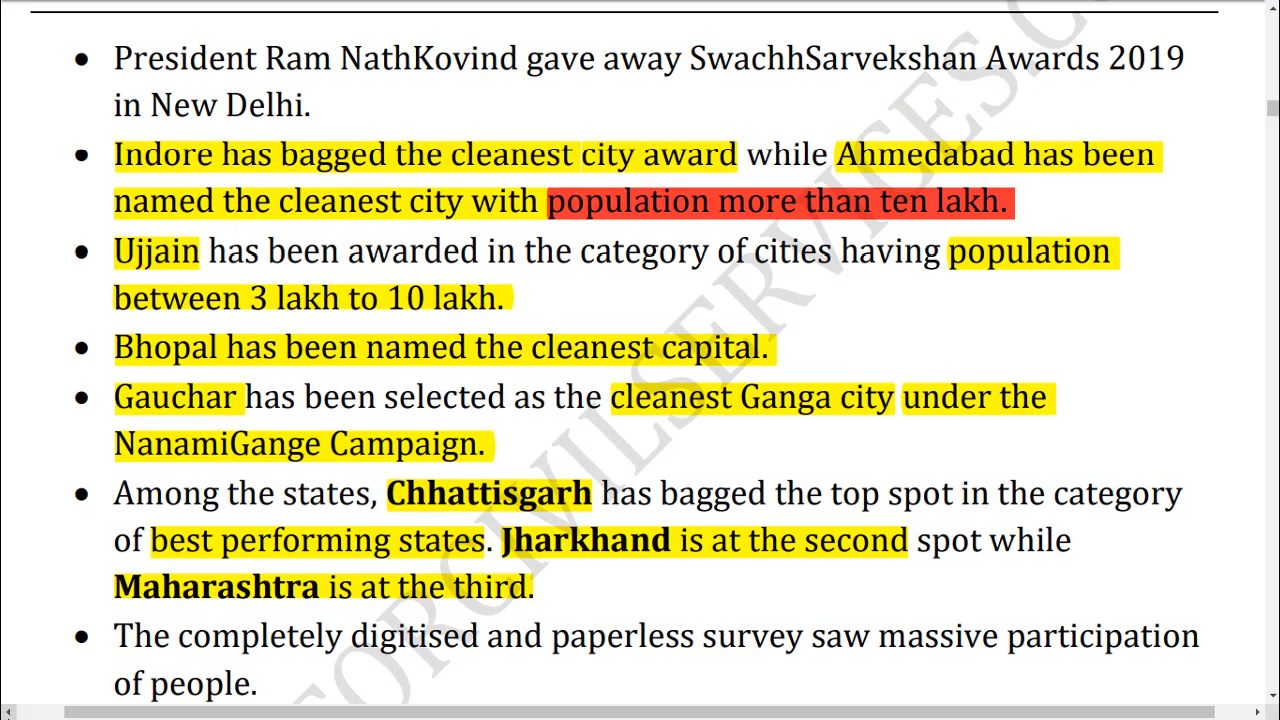 • President Ram NathKovind gave away SwachhSarvekshan Awards 2019
in New Delhi.
• Indore has bagged the cleanest city award while Ahmedabad has been
named the cleanest city with population more than ten lakh.
• Ujjain has been awarded in the category of cities having population
between 3 lakh to 10 lakh.
• Bhopal has been named the cleanest capital.
• Gauchar has been selected as the cleanest Ganga city under the
NanamiGange Campaign.
• Among the states, Chhattisgarh has bagged the top spot in the category
of best performing states. Jharkhand is at the second spot while
Maharashtra is at the third.
• The completely digitised and paperless survey saw massive participation
of people.
FORCIVILSERVICES.CO